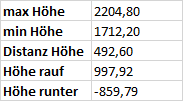 max Höhe 2204,80
min Höhe 1712,20
Distanz Höhe 492,60
Höhe rauf 997,92
Höhe runter -859,79